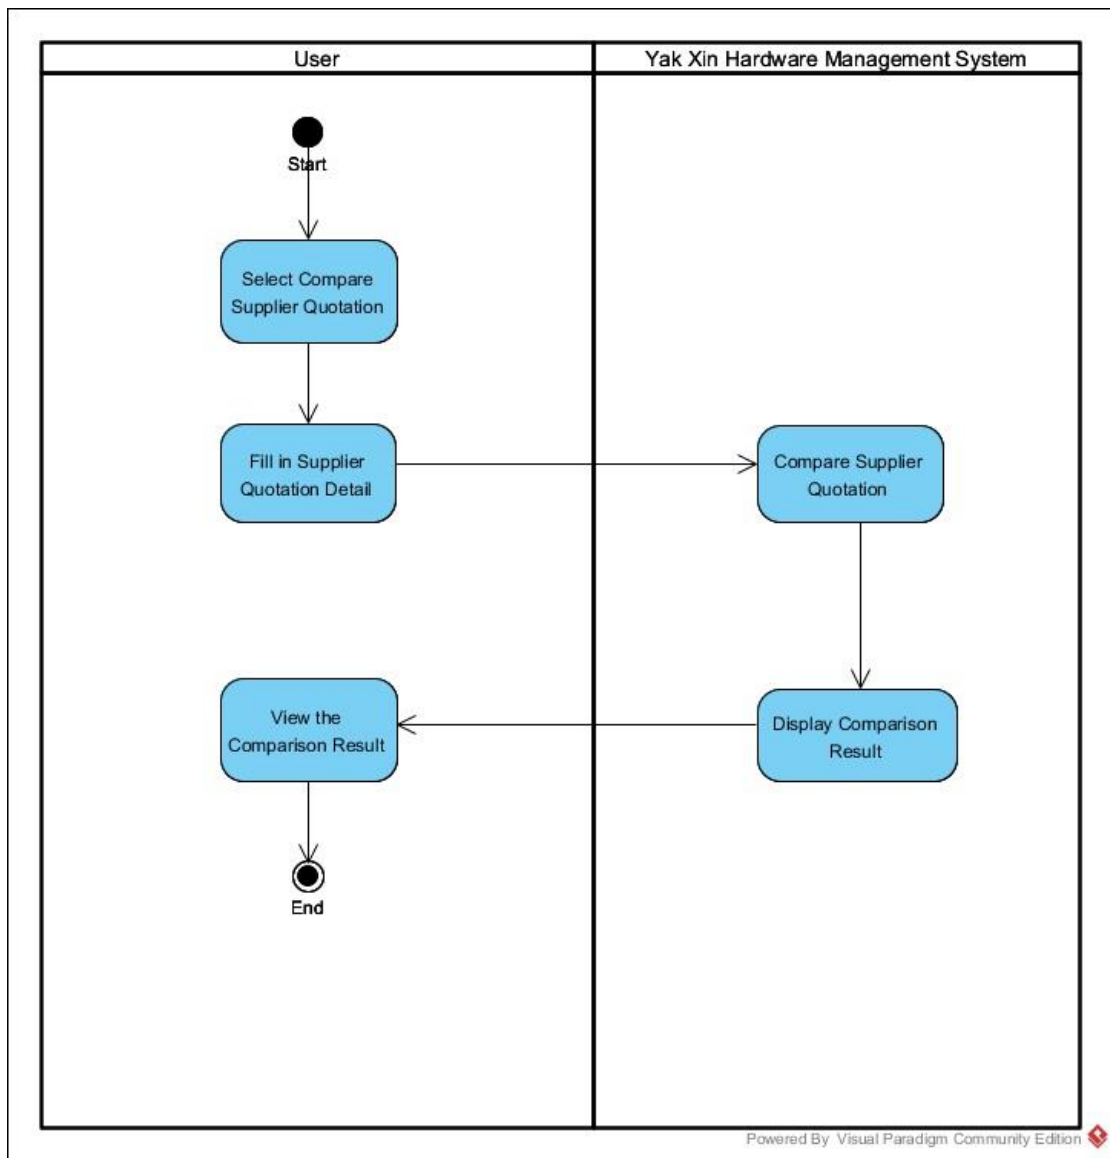 User
Yak Xin Hardware Management System
Start
Select Compare
Supplier Quotation
Fill in Supplier
Quotation Detail
Compare Supplier
Quotation
View the
Comparison Result
Display Comparison
Result
End
Powered By Visual Paradigm Community Edition